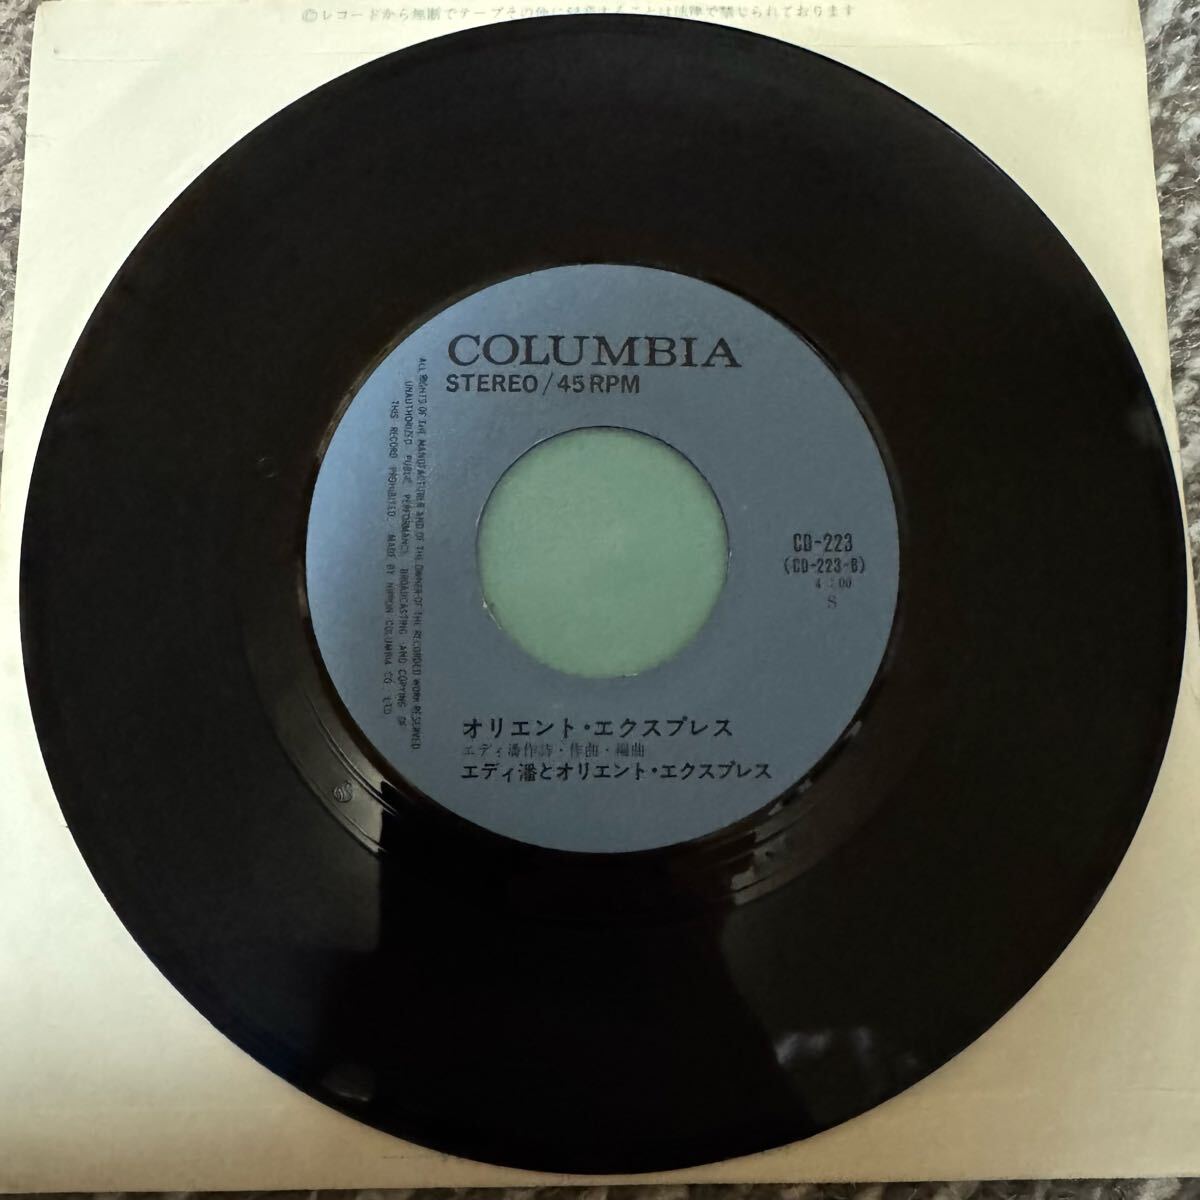 ©レコードから無断でテープその他に録音することは法律で禁じられております
COLUMBIA
STEREO/45RPM
ALL RIGHTS OF THE MANUFACTURER AND OF THE OWNER OF THE RECORDED WORK RESERVED
UNAUTHORIZED PUBLIC PERFORMANCE BROADCASTING AND COPYING OF
THIS RECORD PROHIBITED. MADE BY NIPPON COLUMBIA CO. LTD
CD-223
(CD-223-B)
4:00
S
オリエント・エクスプレス
エディ潘作詩・作曲・編曲
エディ潘とオリエント・エクスプレス